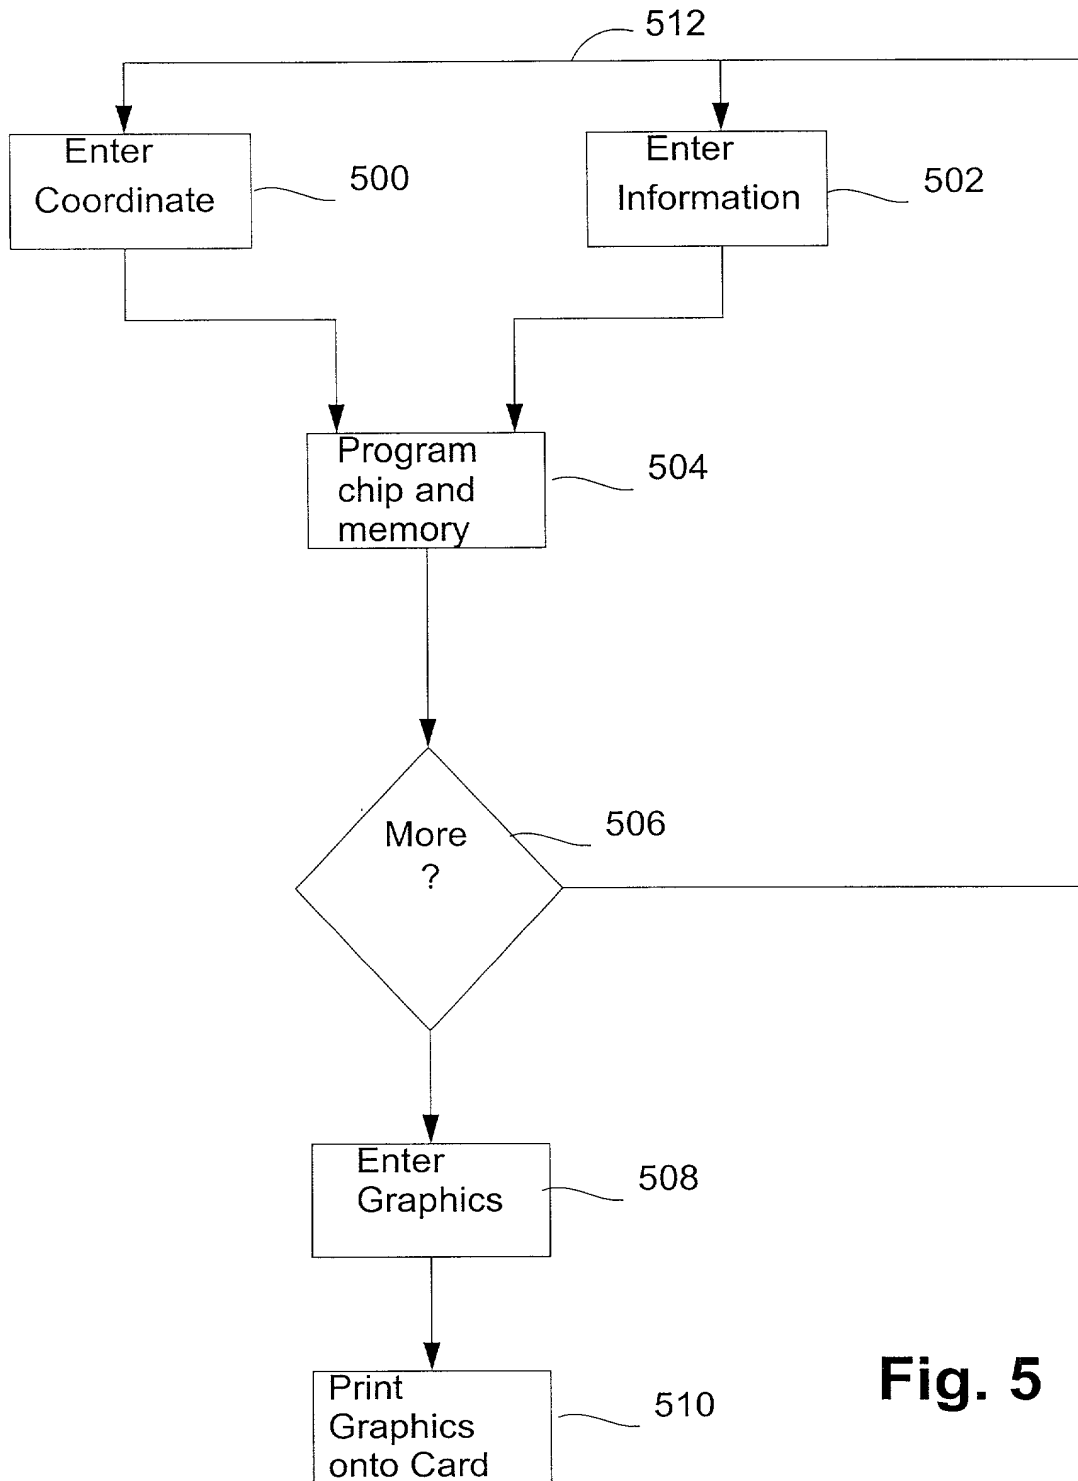 512
Enter
Coordinate
500
Enter
Information
502
Program
chip and
memory
504
More
?
506
Enter
Graphics
508
Print
Graphics
onto Card
510
Fig. 5